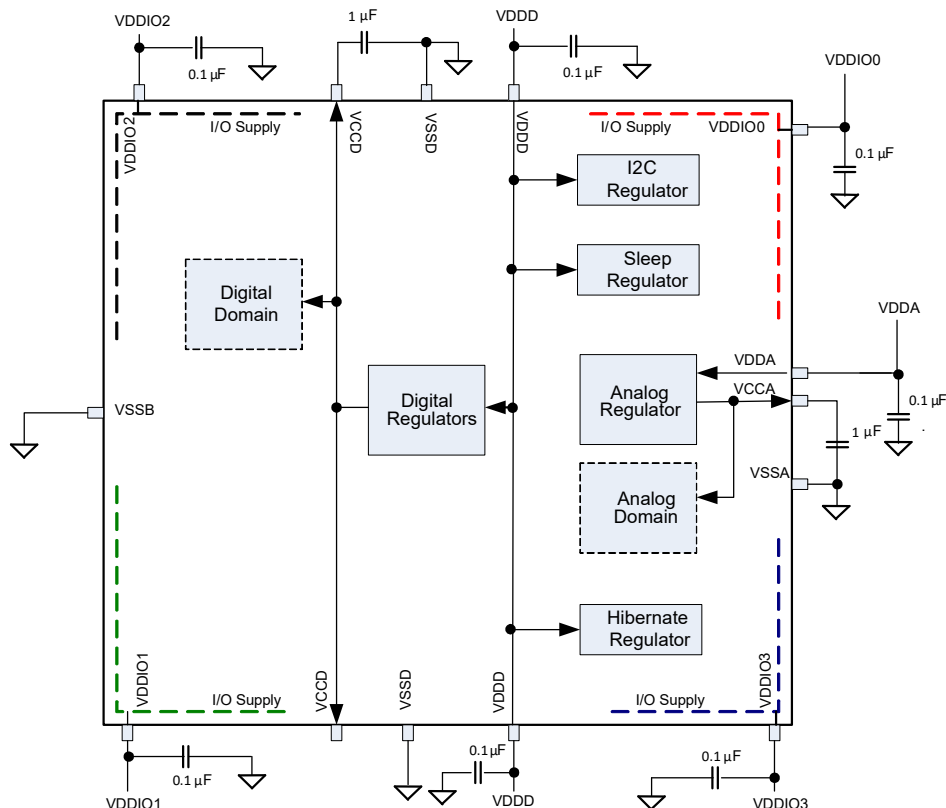 VDDIO2
1 µF
VDDD
0.1 µF
0.1 µF
VDDIO0
0.1 µF
I/O Supply
I/O Supply
VDDIO0
VDDIO2
VCCD
VSSD
VDDD
I2C
Regulator
Sleep
Regulator
Digital
Domain
VDDA
VDDA
VCCA
0.1 µF
1 µF
Digital
Regulators
Analog
Regulator
VSSB
VSSA
Analog
Domain
Hibernate
Regulator
VDDIO1
VCCD
VSSD
VDDD
VDDIO3
I/O Supply
I/O Supply
0.1 µF
0.1 µF
0.1 µF
VDDIO1
VDDD
VDDIO3